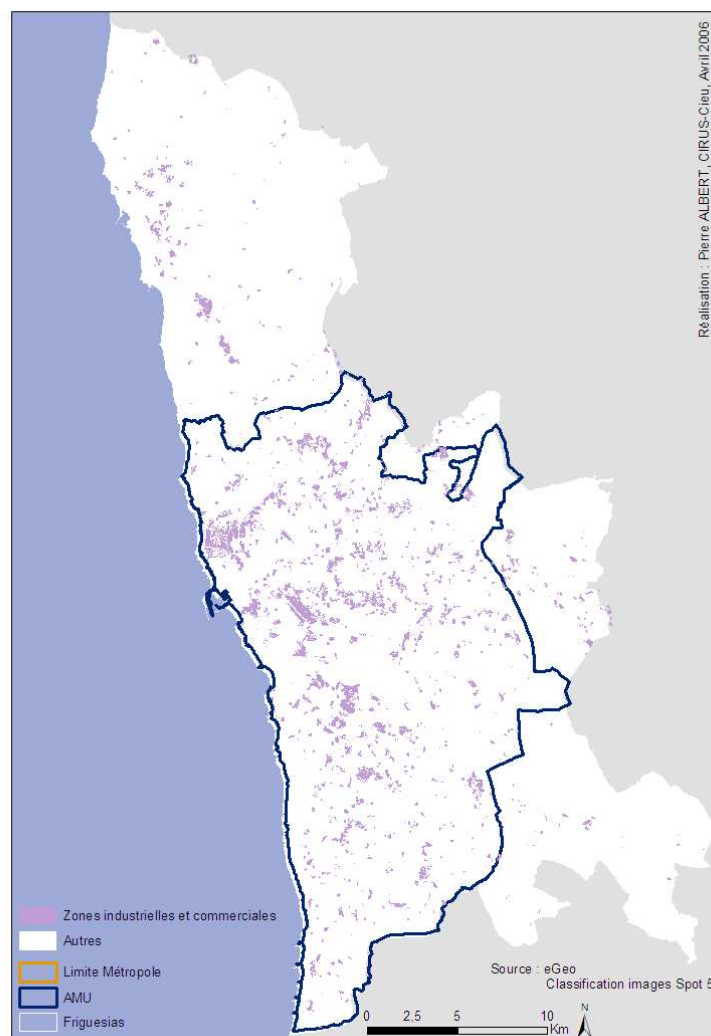 Réalisation : Pierre ALBERT, CIRUS-Cieu, Avril 2006
Zones industrielles et commerciales
Autres
Limite Métropole
AMU
Friguesias
Source : eGeo
Classification images Spot 5
0 2,5 5 10
Km
N